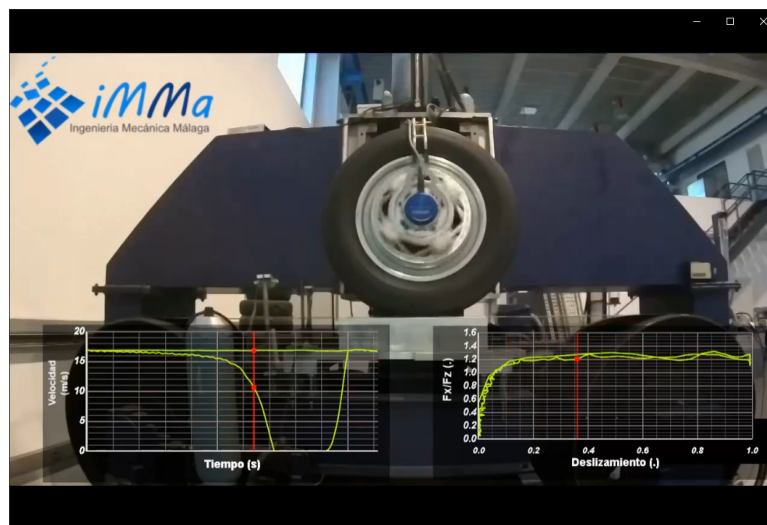 iMMa
Ingeniería Mecánica Málaga
Velocidad
(m/s)
20
15
10
5
0
Tiempo (s)
Fx/Fz (.)
1.6
1.4
1.2
1.0
0.8
0.6
0.4
0.2
0.0
0.0 0.2 0.4 0.6 0.8 1.0
Deslizamiento (.)